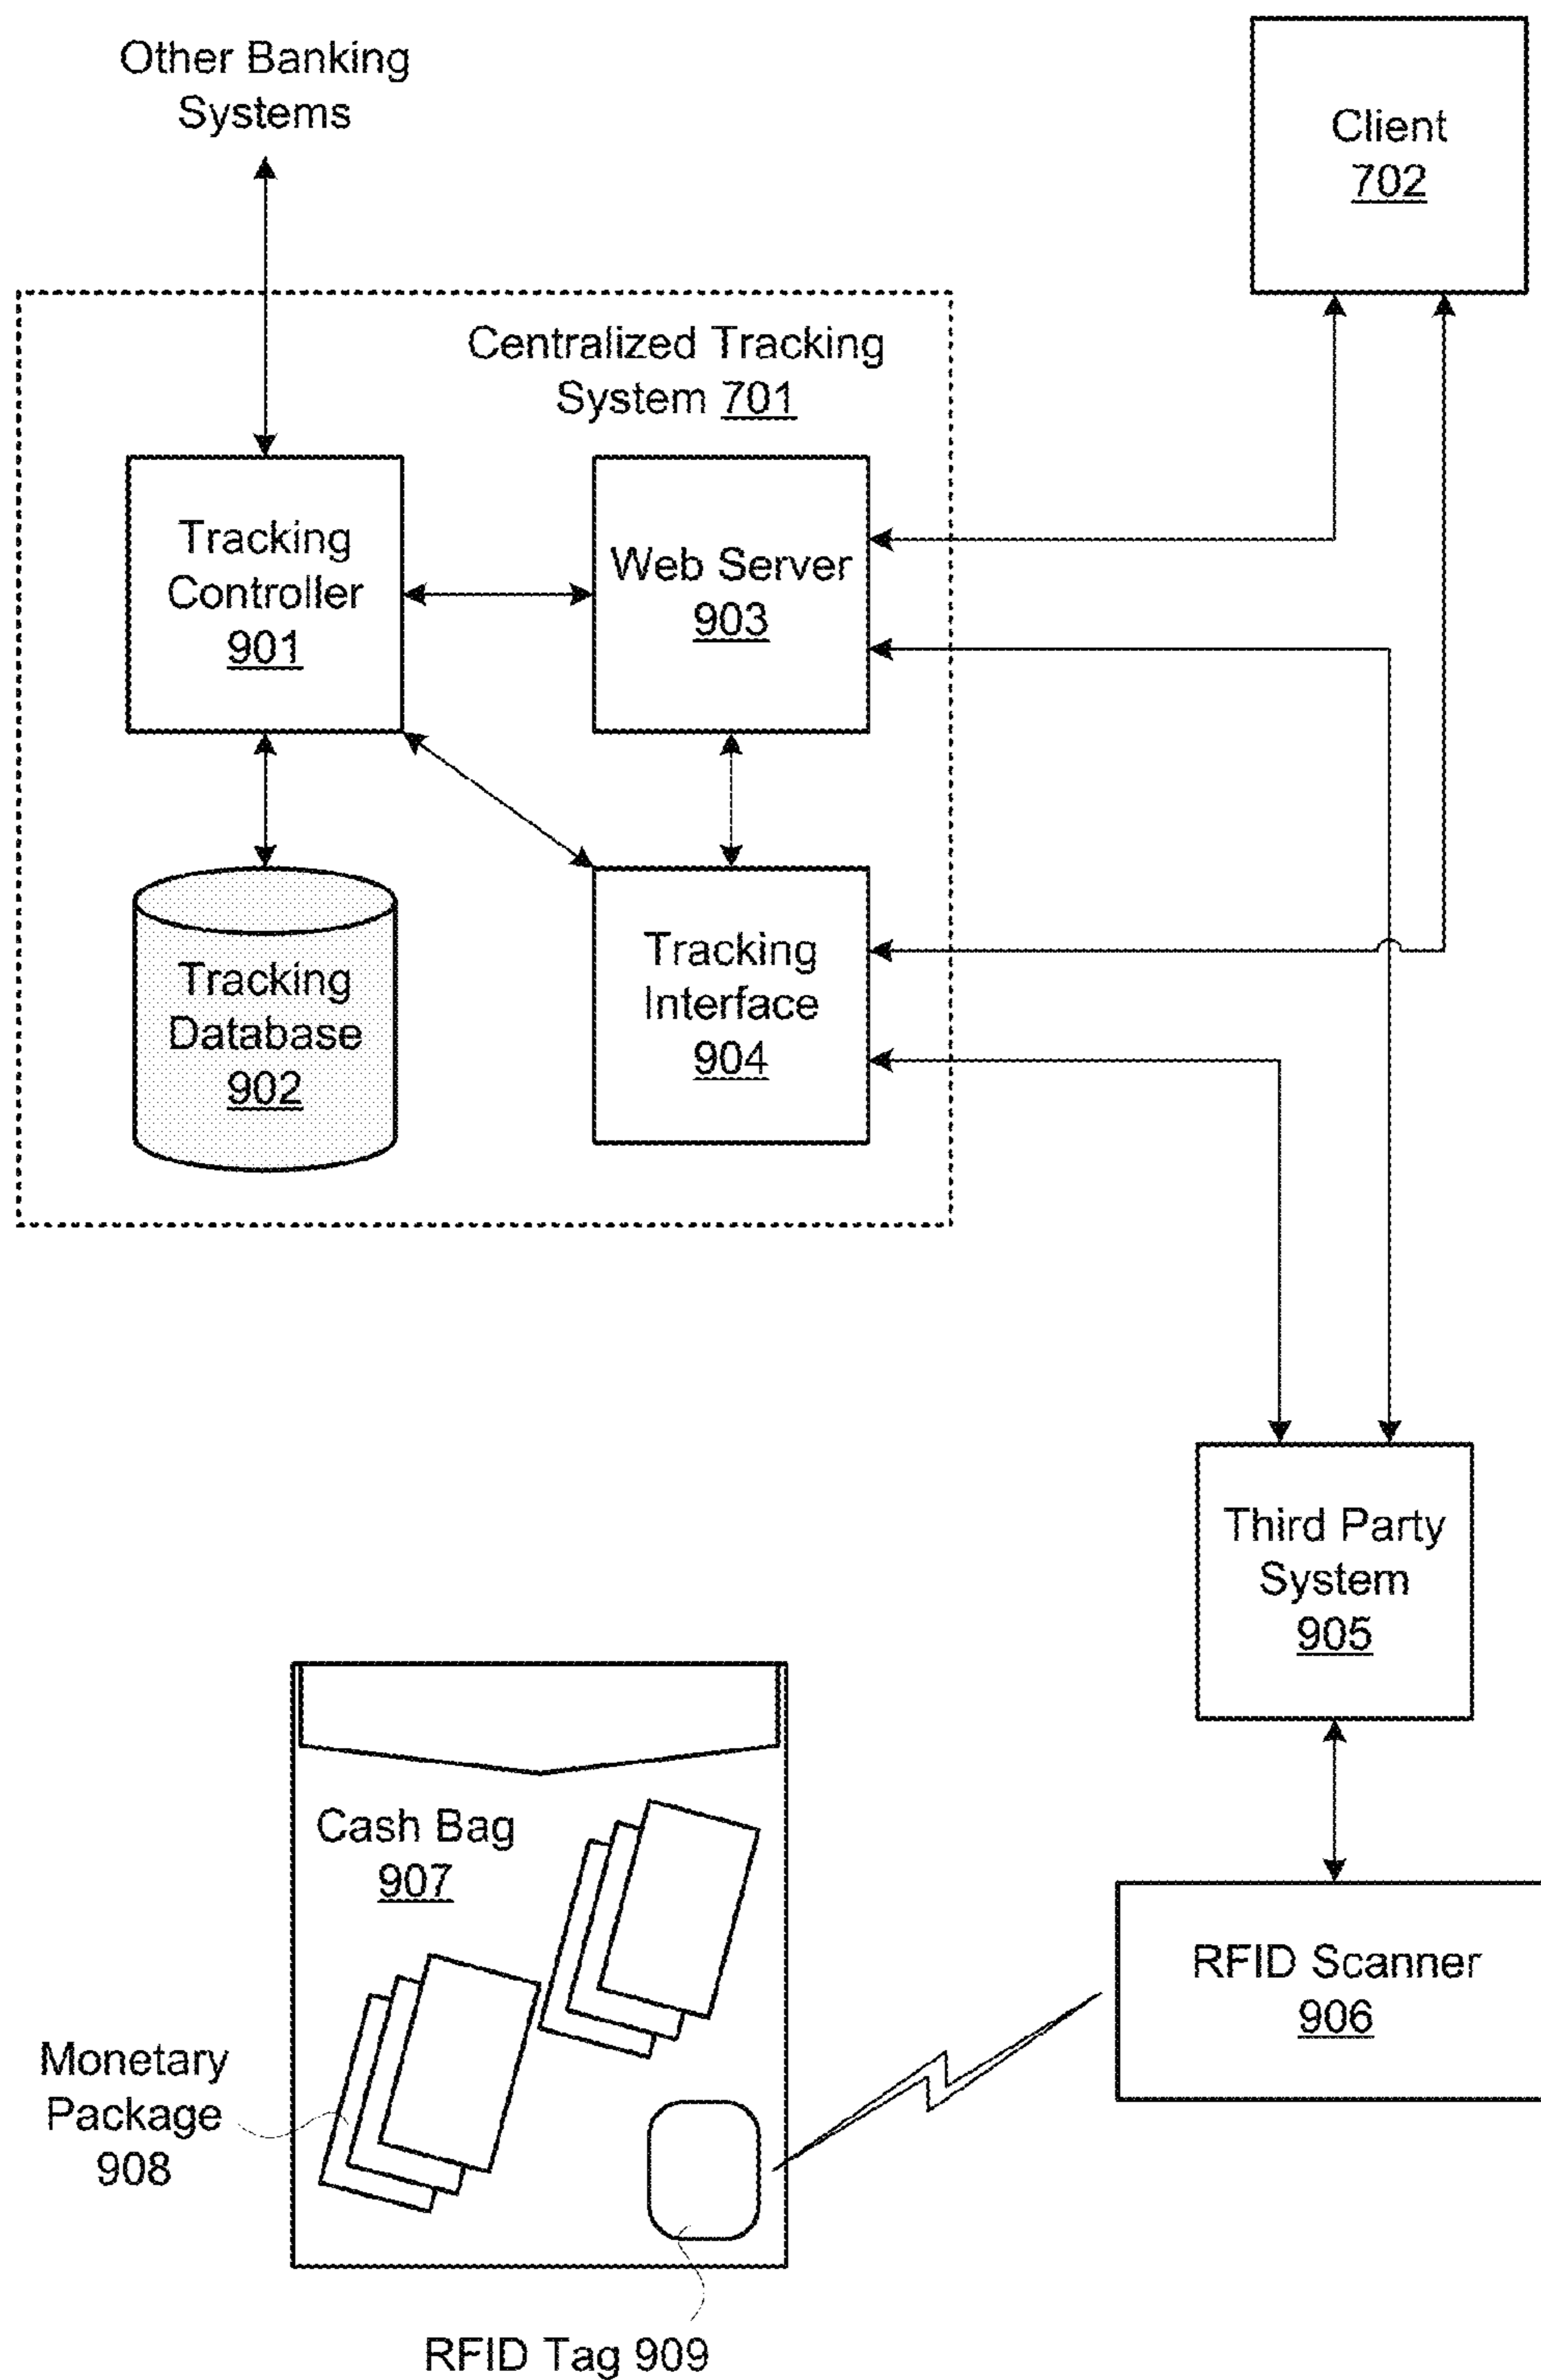 Other Banking
Systems
Client
702
Centralized Tracking
System 701
Tracking
Controller
901
Web Server
903
Tracking
Database
902
Tracking
Interface
904
Third Party
System
905
Cash Bag
907
RFID Scanner
906
Monetary
Package
908
RFID Tag 909